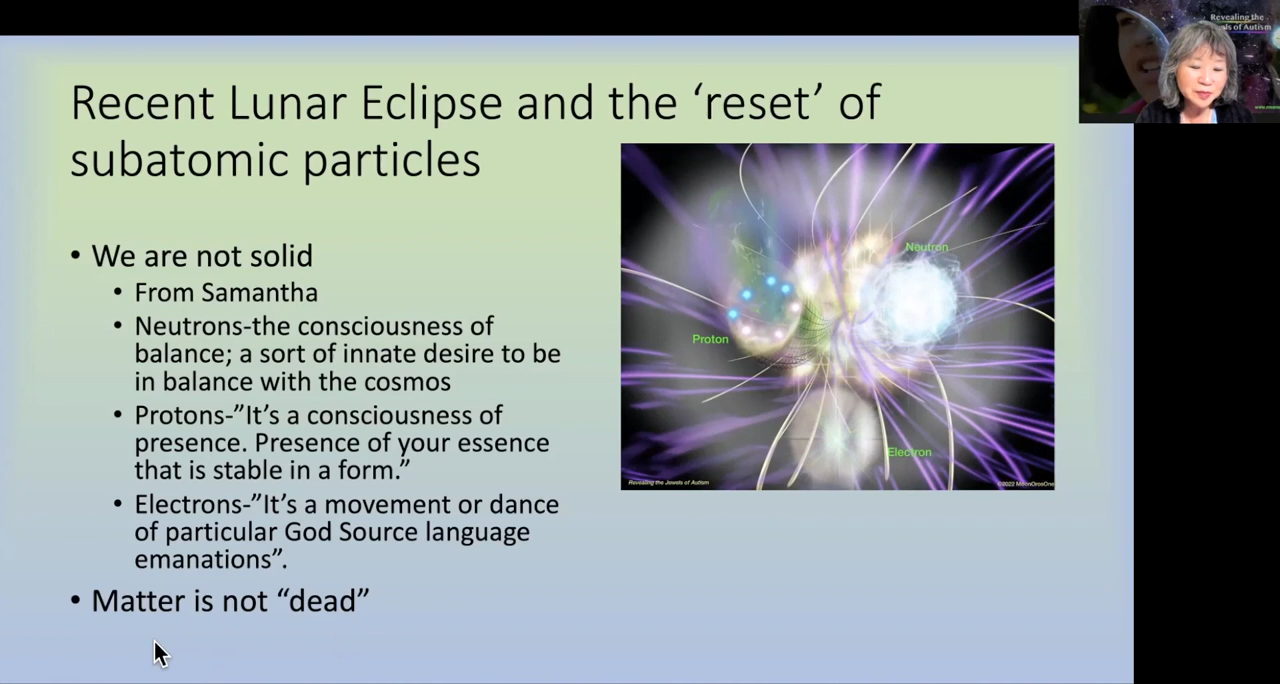 Recent Lunar Eclipse and the ‘reset’ of
subatomic particles
• We are not solid
• From Samantha
• Neutrons-the consciousness of
balance; a sort of innate desire to be
in balance with the cosmos
• Protons-”It’s a consciousness of
presence. Presence of your essence
that is stable in a form.”
• Electrons-”It’s a movement or dance
of particular God Source language
emanations”.
• Matter is not “dead”
Neutron
Proton
Electron
Revealing the Jewels of Autism
©2022 MoonOrosOne
Revealing the
els of Autism